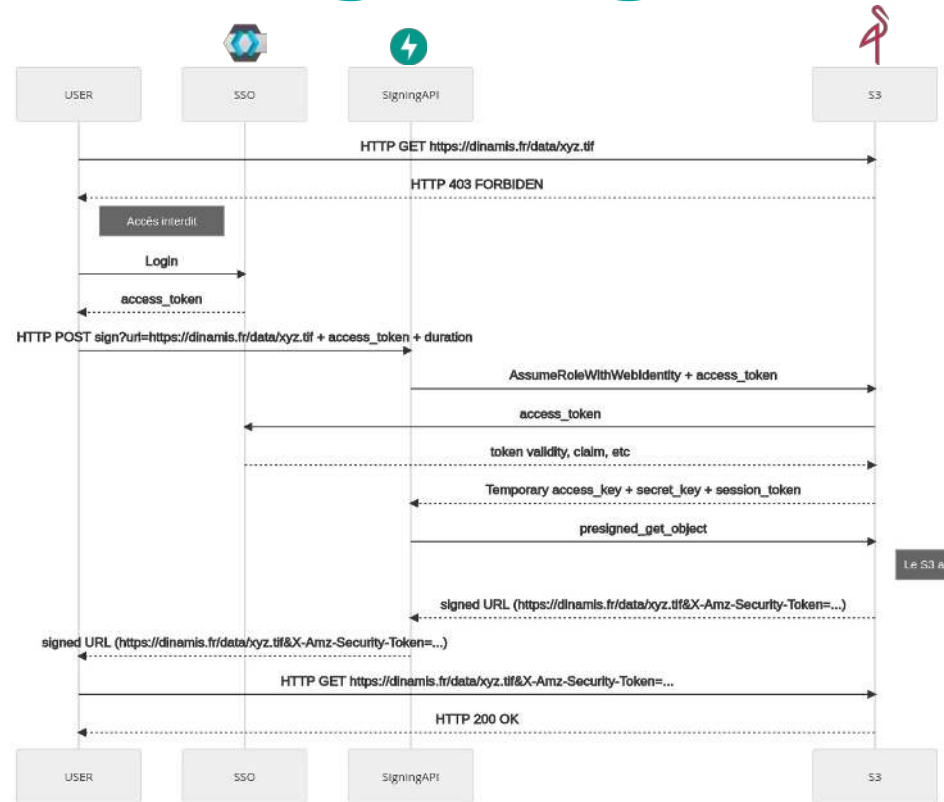 USER
SSO
SigningAPI
S3
HTTP GET https://dinamis.fr/data/xyz.tif
HTTP 403 FORBIDEN
Accès interdit
Login
access_token
HTTP POST sign?url=https://dinamis.fr/data/xyz.tif + access_token + duration
AssumeRoleWithWebIdentity + access_token
access_token
token validity, claim, etc
Temporary access_key + secret_key + session_token
presigned_get_object
Le S3 a
signed URL (https://dinamis.fr/data/xyz.tif&X-Amz-Security-Token=...)
signed URL (https://dinamis.fr/data/xyz.tif&X-Amz-Security-Token=...)
HTTP GET https://dinamis.fr/data/xyz.tif&X-Amz-Security-Token=...
HTTP 200 OK
USER
SSO
SigningAPI
S3